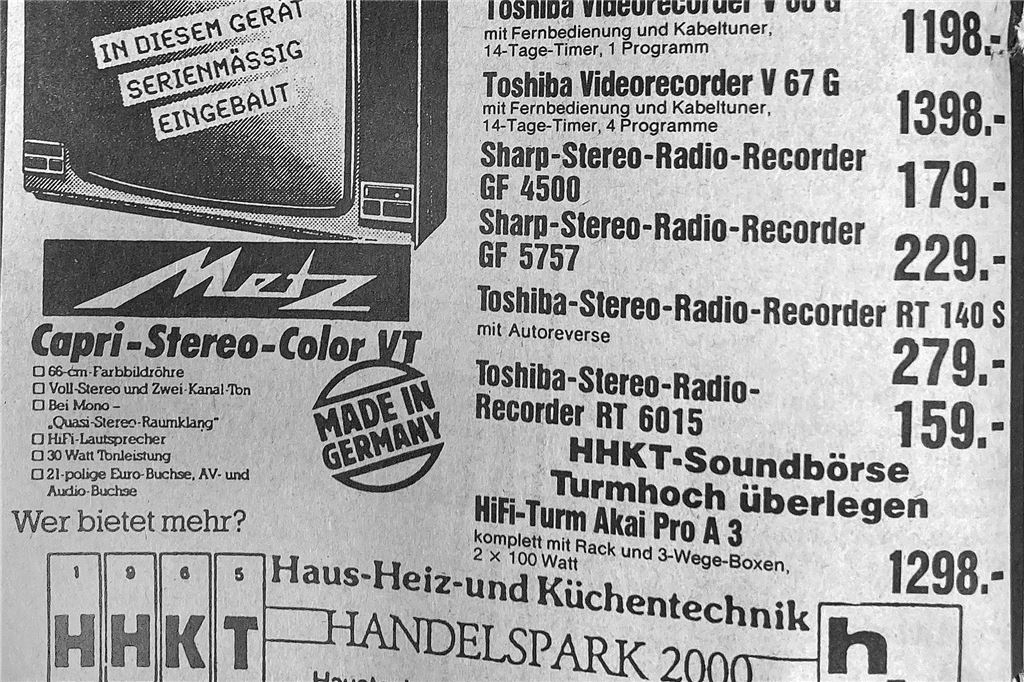 IN DIESEM GERÄT
SERIENMÄSSIG
EINGEBAUT
Metz
Capri-Stereo-Color VT
66-cm-Farbbildröhre
Voll-Stereo und Zwei-Kanal-Ton
Bei Mono –
„Quasi-Stereo-Raumklang"
HiFi-Lautsprecher
30 Watt Tonleistung
21-polige Euro-Buchse, AV- und
Audio-Buchse
MADE IN
GERMANY
Wer bietet mehr?
Toshiba Videorecorder V 66 G
mit Fernbedienung und Kabeltuner,
14-Tage-Timer, 1 Programm
1198.-
Toshiba Videorecorder V 67 G
mit Fernbedienung und Kabeltuner,
14-Tage-Timer, 4 Programme
1398.-
Sharp-Stereo-Radio-Recorder
GF 4500
179.-
Sharp-Stereo-Radio-Recorder
GF 5757
229.-
Toshiba-Stereo-Radio-Recorder RT 140 S
mit Autoreverse
279.-
Toshiba-Stereo-Radio-
Recorder RT 6015
159.-
HHKT-Soundbörse
Turmhoch überlegen
HiFi-Turm Akai Pro A 3
komplett mit Rack und 3-Wege-Boxen,
2 × 100 Watt
1298.-
1965
HHKT
Haus-Heiz-und Küchentechnik
HANDELSPARK 2000
h